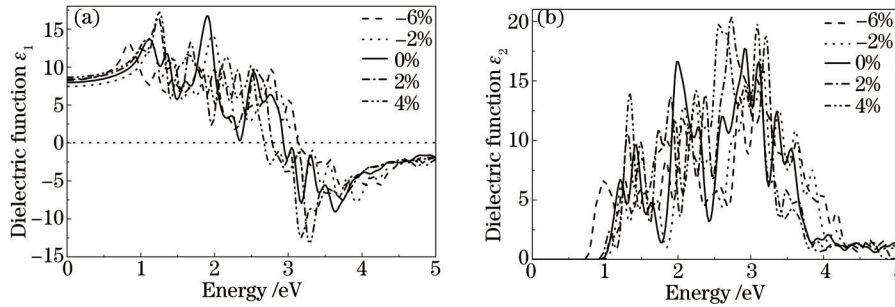 (a)
Dielectric function ε₁
15
10
5
0
−5
−10
−15
−6%
−2%
0%
2%
4%
0 1 2 3 4 5
Energy /eV
(b)
Dielectric function ε₂
20
15
10
5
0
−6%
−2%
0%
2%
4%
0 1 2 3 4
Energy /eV